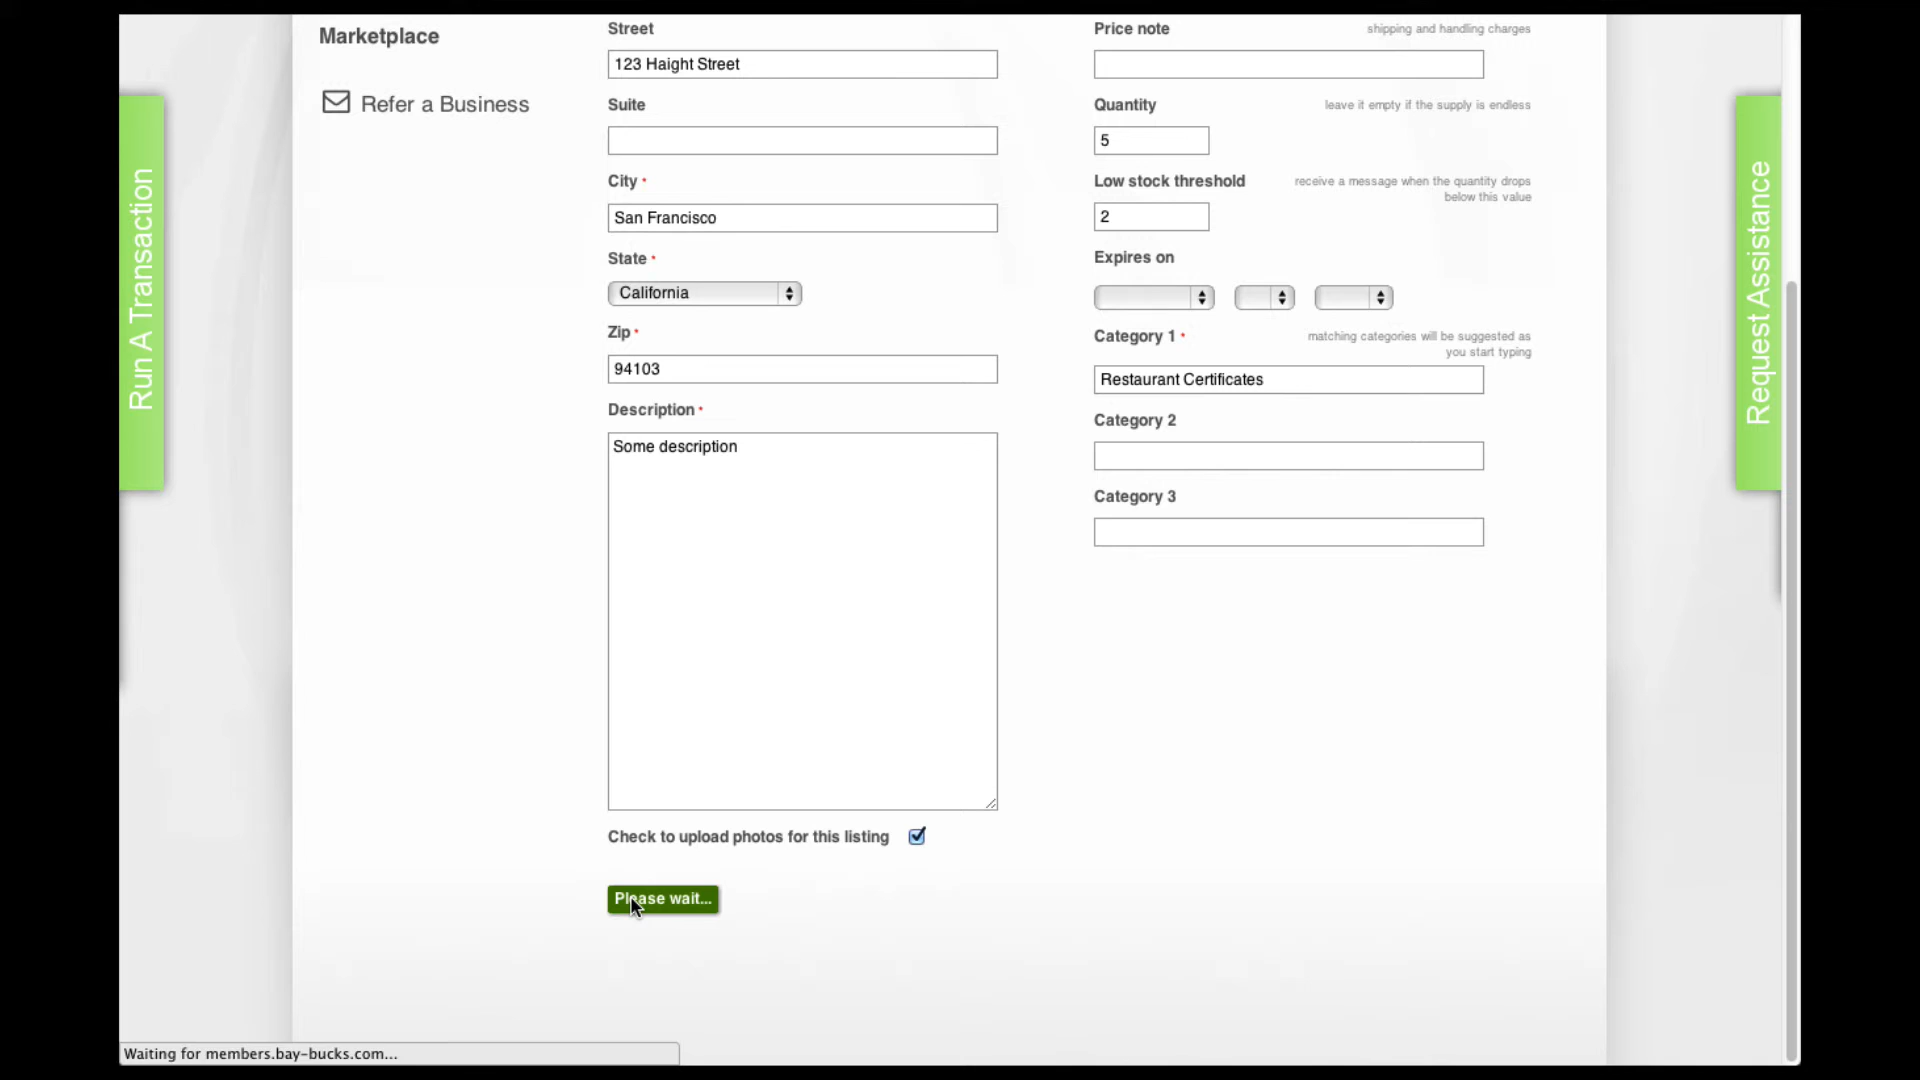 Run A Transaction
Marketplace
Refer a Business
Street
123 Haight Street
Suite
City *
San Francisco
State *
California
Zip *
94103
Description *
Some description
Check to upload photos for this listing
Please wait...
Price note
shipping and handling charges
Quantity
leave it empty if the supply is endless
5
Low stock threshold
receive a message when the quantity drops
below this value
2
Expires on
Category 1 *
matching categories will be suggested as
you start typing
Restaurant Certificates
Category 2
Category 3
Request Assistance
Waiting for members.bay-bucks.com...